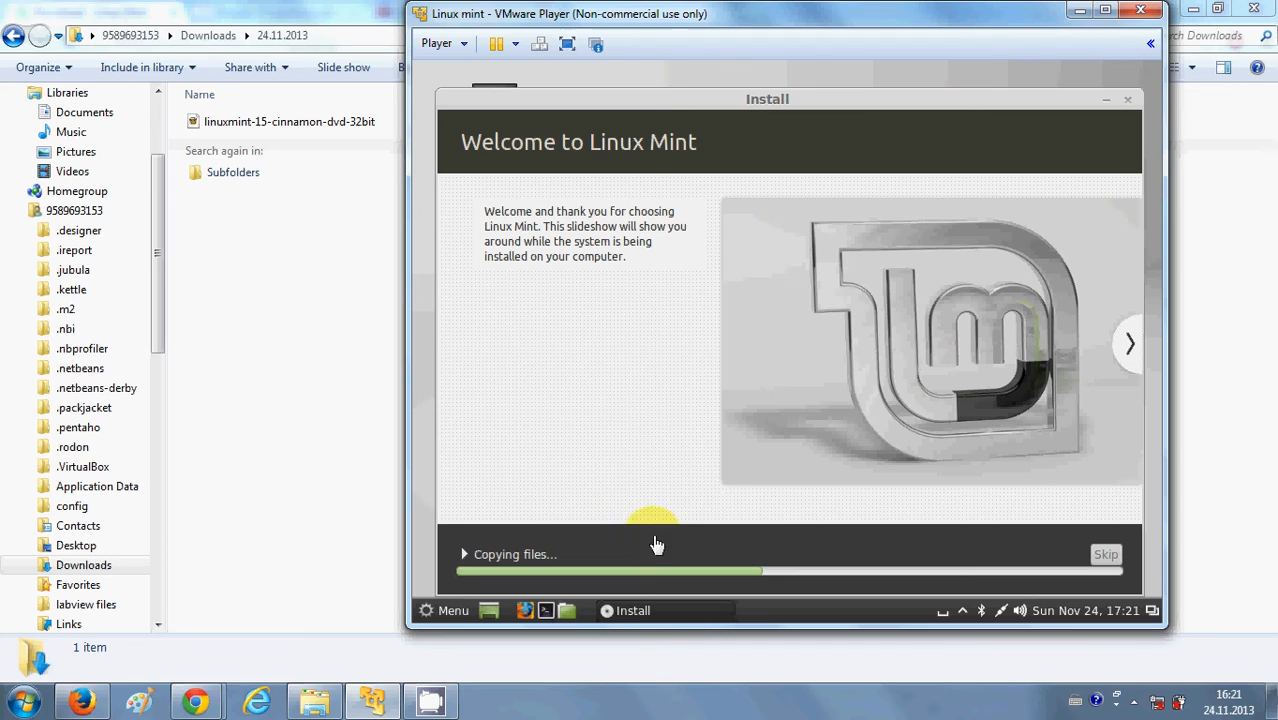 Linux mint - VMware Player (Non-commercial use only)
9589693153 ▸ Downloads ▸ 24.11.2013
Search Downloads
Player
Organize
Include in library
Share with
Slide show
B
Name
linuxmint-15-cinnamon-dvd-32bit
Search again in:
Subfolders
Libraries
Documents
Music
Pictures
Videos
Homegroup
9589693153
.designer
.ireport
.jubula
.kettle
.m2
.nbi
.nbprofiler
.netbeans
.netbeans-derby
.packjacket
.pentaho
.rodon
.VirtualBox
Application Data
config
Contacts
Desktop
Downloads
Favorites
labview files
Links
1 item
Install
Welcome to Linux Mint
Welcome and thank you for choosing
Linux Mint. This slideshow will show you
around while the system is being
installed on your computer.
Copying files...
Skip
Menu
Install
Sun Nov 24, 17:21
16:21
24.11.2013